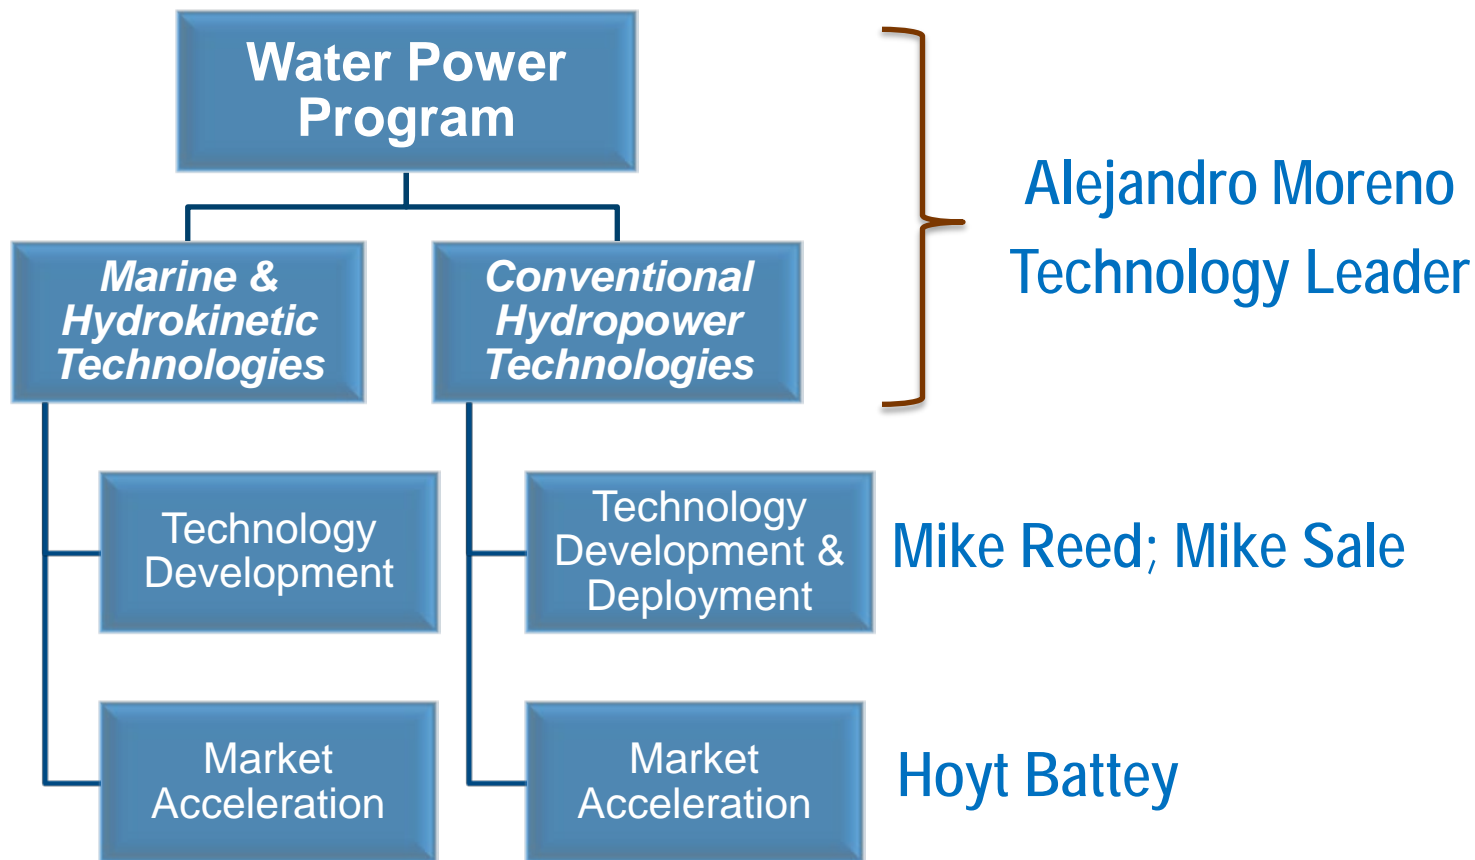 Water Power
Program
Alejandro Moreno
Technology Leader
Marine &
Hydrokinetic
Technologies
Conventional
Hydropower
Technologies
Technology
Development
Technology
Development &
Deployment
Mike Reed; Mike Sale
Market
Acceleration
Market
Acceleration
Hoyt Battey